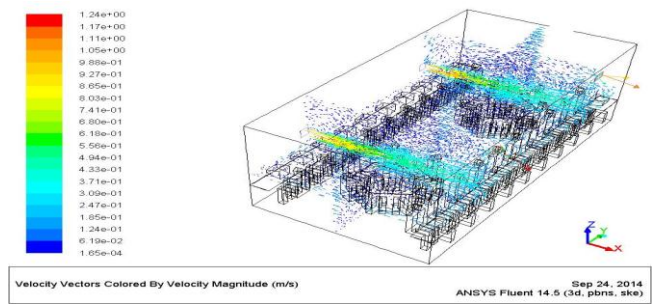 1.24e+00
1.17e+00
1.11e+00
1.05e+00
9.88e-01
9.27e-01
8.65e-01
8.03e-01
7.41e-01
6.80e-01
6.18e-01
5.56e-01
4.94e-01
4.33e-01
3.71e-01
3.09e-01
2.47e-01
1.85e-01
1.24e-01
6.19e-02
1.65e-04
Z
Y
X
Velocity Vectors Colored By Velocity Magnitude (m/s)
Sep 24, 2014
ANSYS Fluent 14.5 (3d, pbns, ske)